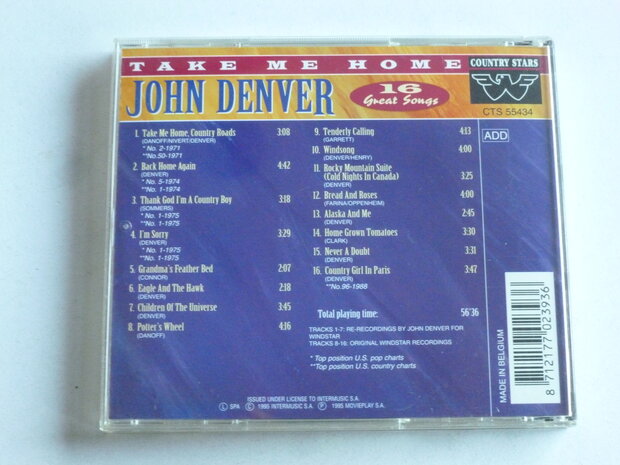 TAKE ME HOME
COUNTRY STARS
JOHN DENVER
16
Great Songs
CTS 55434
ADD
1. Take Me Home, Country Roads 3:08
(DANOFF/NIVERT/DENVER)
* No. 2-1971
**No. 50-1971
2. Back Home Again 4:42
(DENVER)
* No. 5-1974
**No. 1-1974
3. Thank God I'm A Country Boy 3:18
(SOMMERS)
* No. 1-1975
**No. 1-1975
4. I'm Sorry 3:29
(DENVER)
* No. 1-1975
**No. 1-1975
5. Grandma's Feather Bed 2:07
(CONNOR)
6. Eagle And The Hawk 2:18
(DENVER)
7. Children Of The Universe 3:45
(DENVER)
8. Potter's Wheel 4:16
(DANOFF)
9. Tenderly Calling 4:13
(GARRETT)
10. Windsong 4:00
(DENVER/HENRY)
11. Rocky Mountain Suite
(Cold Nights In Canada) 3:25
(DENVER)
12. Bread And Roses 4:00
(FARINA/OPPENHEIM)
13. Alaska And Me 2:45
(DENVER)
14. Home Grown Tomatoes 3:30
(CLARK)
15. Never A Doubt 3:31
(DENVER)
16. Country Girl In Paris 3:47
(DENVER)
**No. 96-1988
Total playing time: 56'36
TRACKS 1-7: RE-RECORDINGS BY JOHN DENVER FOR
WINDSTAR
TRACKS 8-16: ORIGINAL WINDSTAR RECORDINGS
* Top position U.S. pop charts
**Top position U.S. country charts
ISSUED UNDER LICENSE TO INTERMUSIC S.A.
Ⓛ SPA © 1995 INTERMUSIC S.A. Ⓟ 1995 MOVIEPLAY S.A.
MADE IN BELGIUM
8 712177 023936